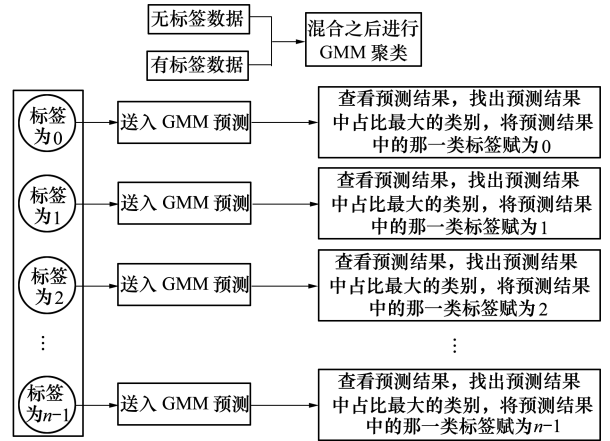 无标签数据
有标签数据
混合之后进行
GMM 聚类
标签
为0
送入 GMM 预测
查看预测结果，找出预测结果
中占比最大的类别，将预测结果
中的那一类标签赋为0
标签
为1
送入 GMM 预测
查看预测结果，找出预测结果
中占比最大的类别，将预测结果
中的那一类标签赋为1
标签
为2
送入 GMM 预测
查看预测结果，找出预测结果
中占比最大的类别，将预测结果
中的那一类标签赋为2
⋮
⋮
标签
为n-1
送入 GMM 预测
查看预测结果，找出预测结果
中占比最大的类别，将预测结果
中的那一类标签赋为n-1